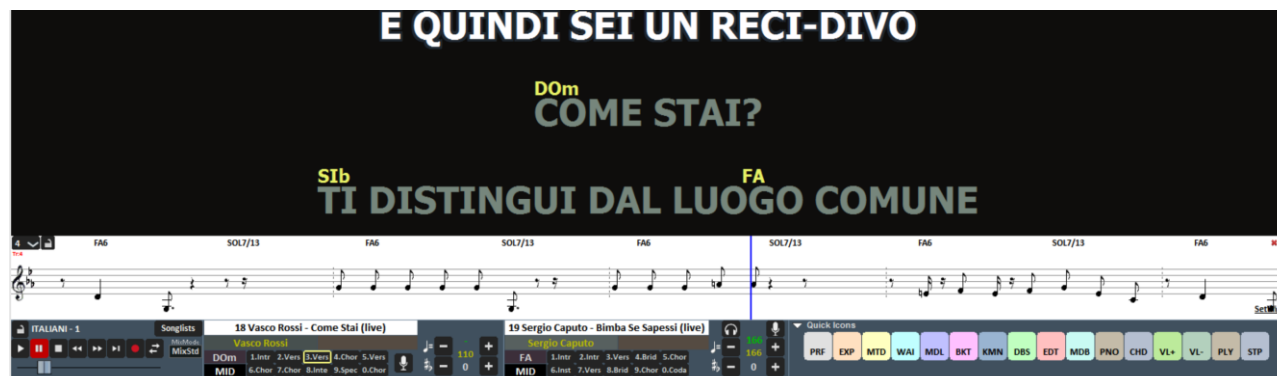 E QUINDI SEI UN RECI-DIVO
DOm
COME STAI?
SIb FA
TI DISTINGUI DAL LUOGO COMUNE
4 FA6 SOL7/13 FA6 SOL7/13 FA6 SOL7/13 FA6 SOL7/13 FA6
Tr.4
ITALIANI - 1 Songlists 18 Vasco Rossi - Come Stai (live) 19 Sergio Caputo - Bimba Se Sapessi (live) Quick Icons
MixMode MixStd Vasco Rossi 110 0 Sergio Caputo 166 166 0
DOm 1.Intr 2.Vers 3.Vers 4.Chor 5.Vers FA 1.Intr 2.Intr 3.Vers 4.Brid 5.Chor
MID 6.Chor 7.Chor 8.Inte 9.Spec 0.Chor MID 6.Inst 7.Vers 8.Brid 9.Chor 0.Coda
PRF EXP MTD WAI MDL BKT KMN DBS EDT MDB PNO CHD VL+ VL- PLY STP